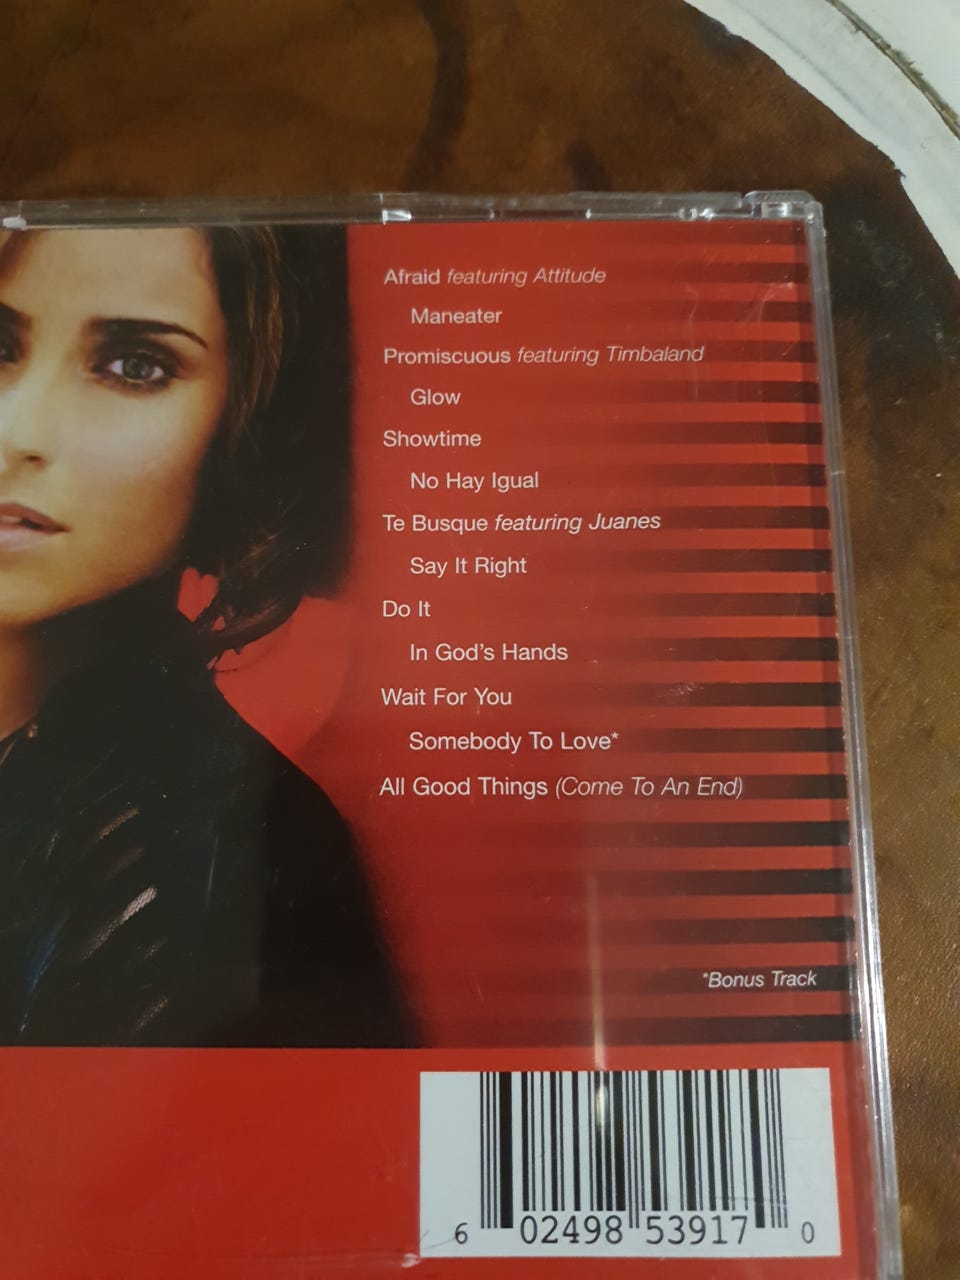 Afraid featuring Attitude
Maneater
Promiscuous featuring Timbaland
Glow
Showtime
No Hay Igual
Te Busque featuring Juanes
Say It Right
Do It
In God's Hands
Wait For You
Somebody To Love*
All Good Things (Come To An End)
*Bonus Track
6 02498 53917 0